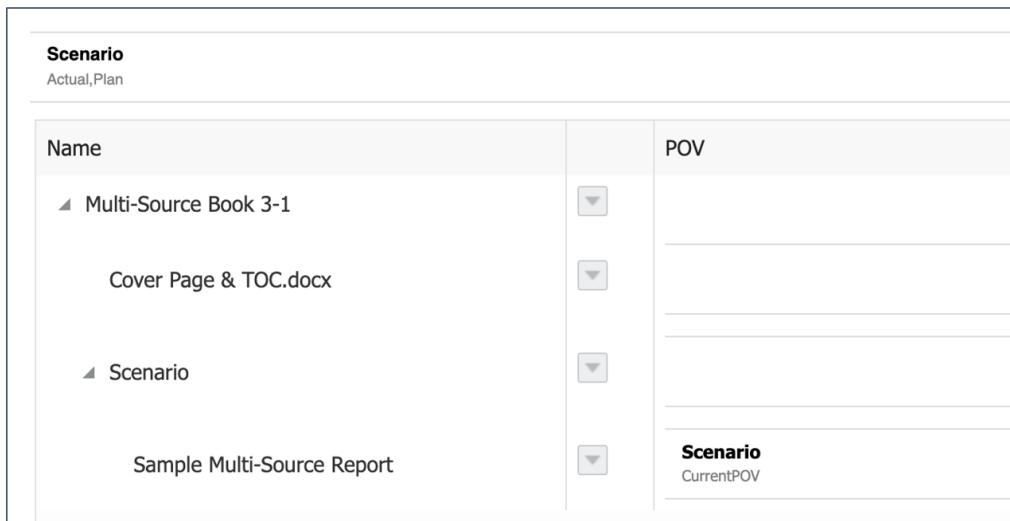 Scenario
Actual,Plan
Name POV
Multi-Source Book 3-1
Cover Page & TOC.docx
Scenario
Sample Multi-Source Report
Scenario
CurrentPOV